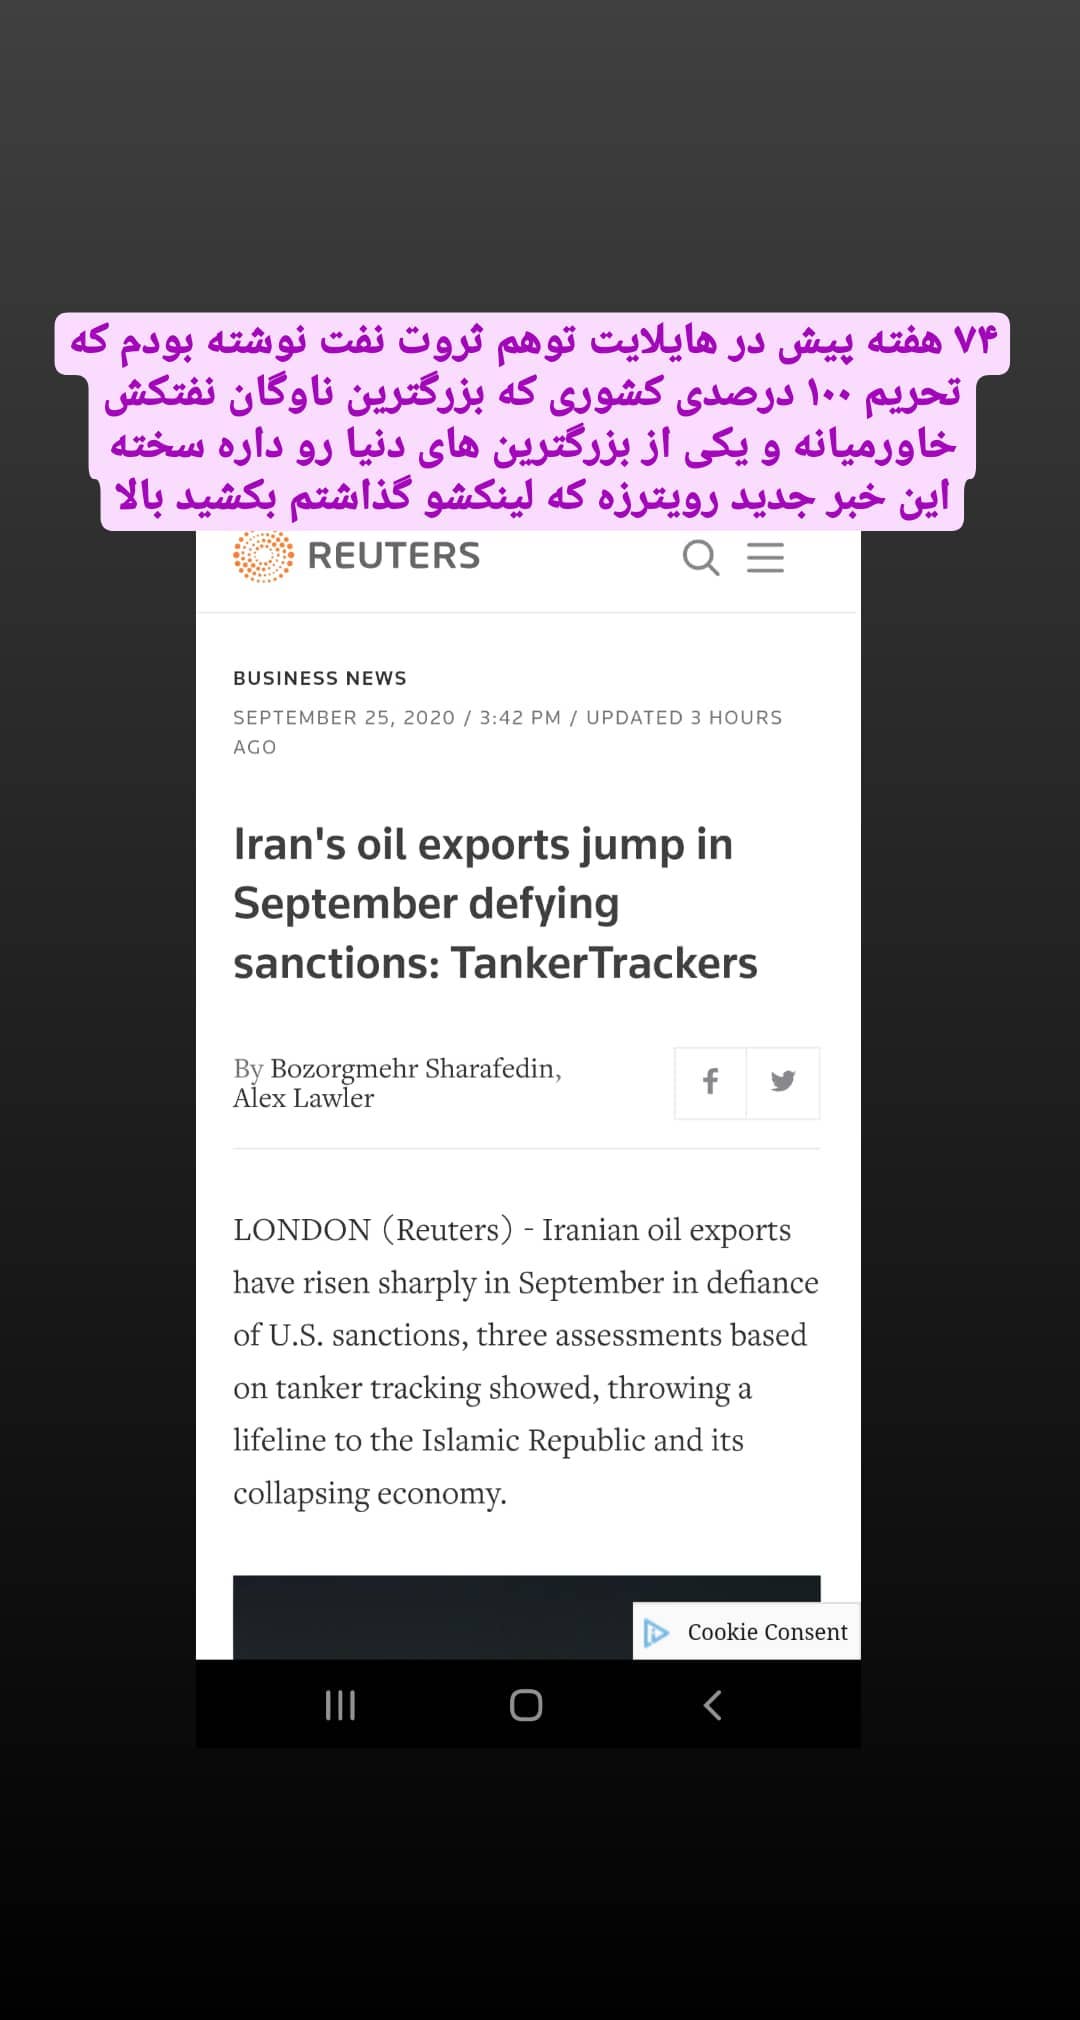 ۷۴ هفته پیش در هایلایت توهم ثروت نفت نوشته بودم که
تحریم ۱۰۰ درصدی کشوری که بزرگترین ناوگان نفتکش
خاورمیانه و یکی از بزرگترین های دنیا رو داره سخته
این خبر جدید رویترزه که لینکشو گذاشتم بکشید بالا
REUTERS
BUSINESS NEWS
SEPTEMBER 25, 2020 / 3:42 PM / UPDATED 3 HOURS
AGO
Iran's oil exports jump in
September defying
sanctions: TankerTrackers
By Bozorgmehr Sharafedin,
Alex Lawler
LONDON (Reuters) - Iranian oil exports
have risen sharply in September in defiance
of U.S. sanctions, three assessments based
on tanker tracking showed, throwing a
lifeline to the Islamic Republic and its
collapsing economy.
Cookie Consent